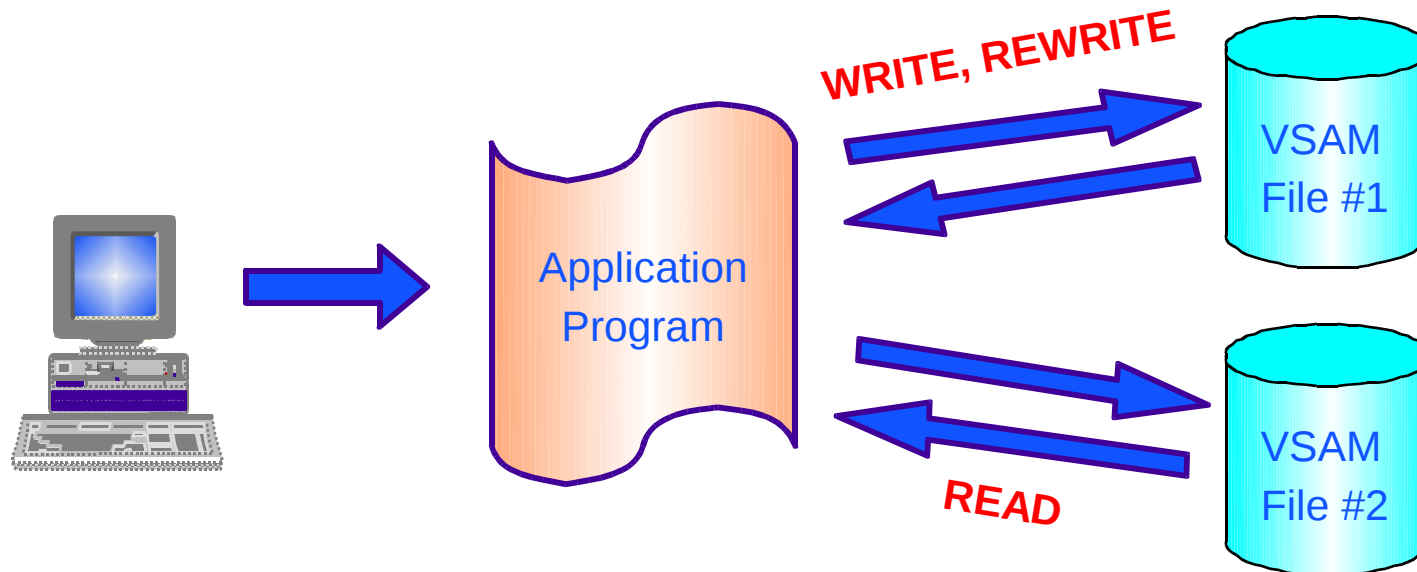 WRITE, REWRITE
VSAM
File #1
Application
Program
VSAM
File #2
READ